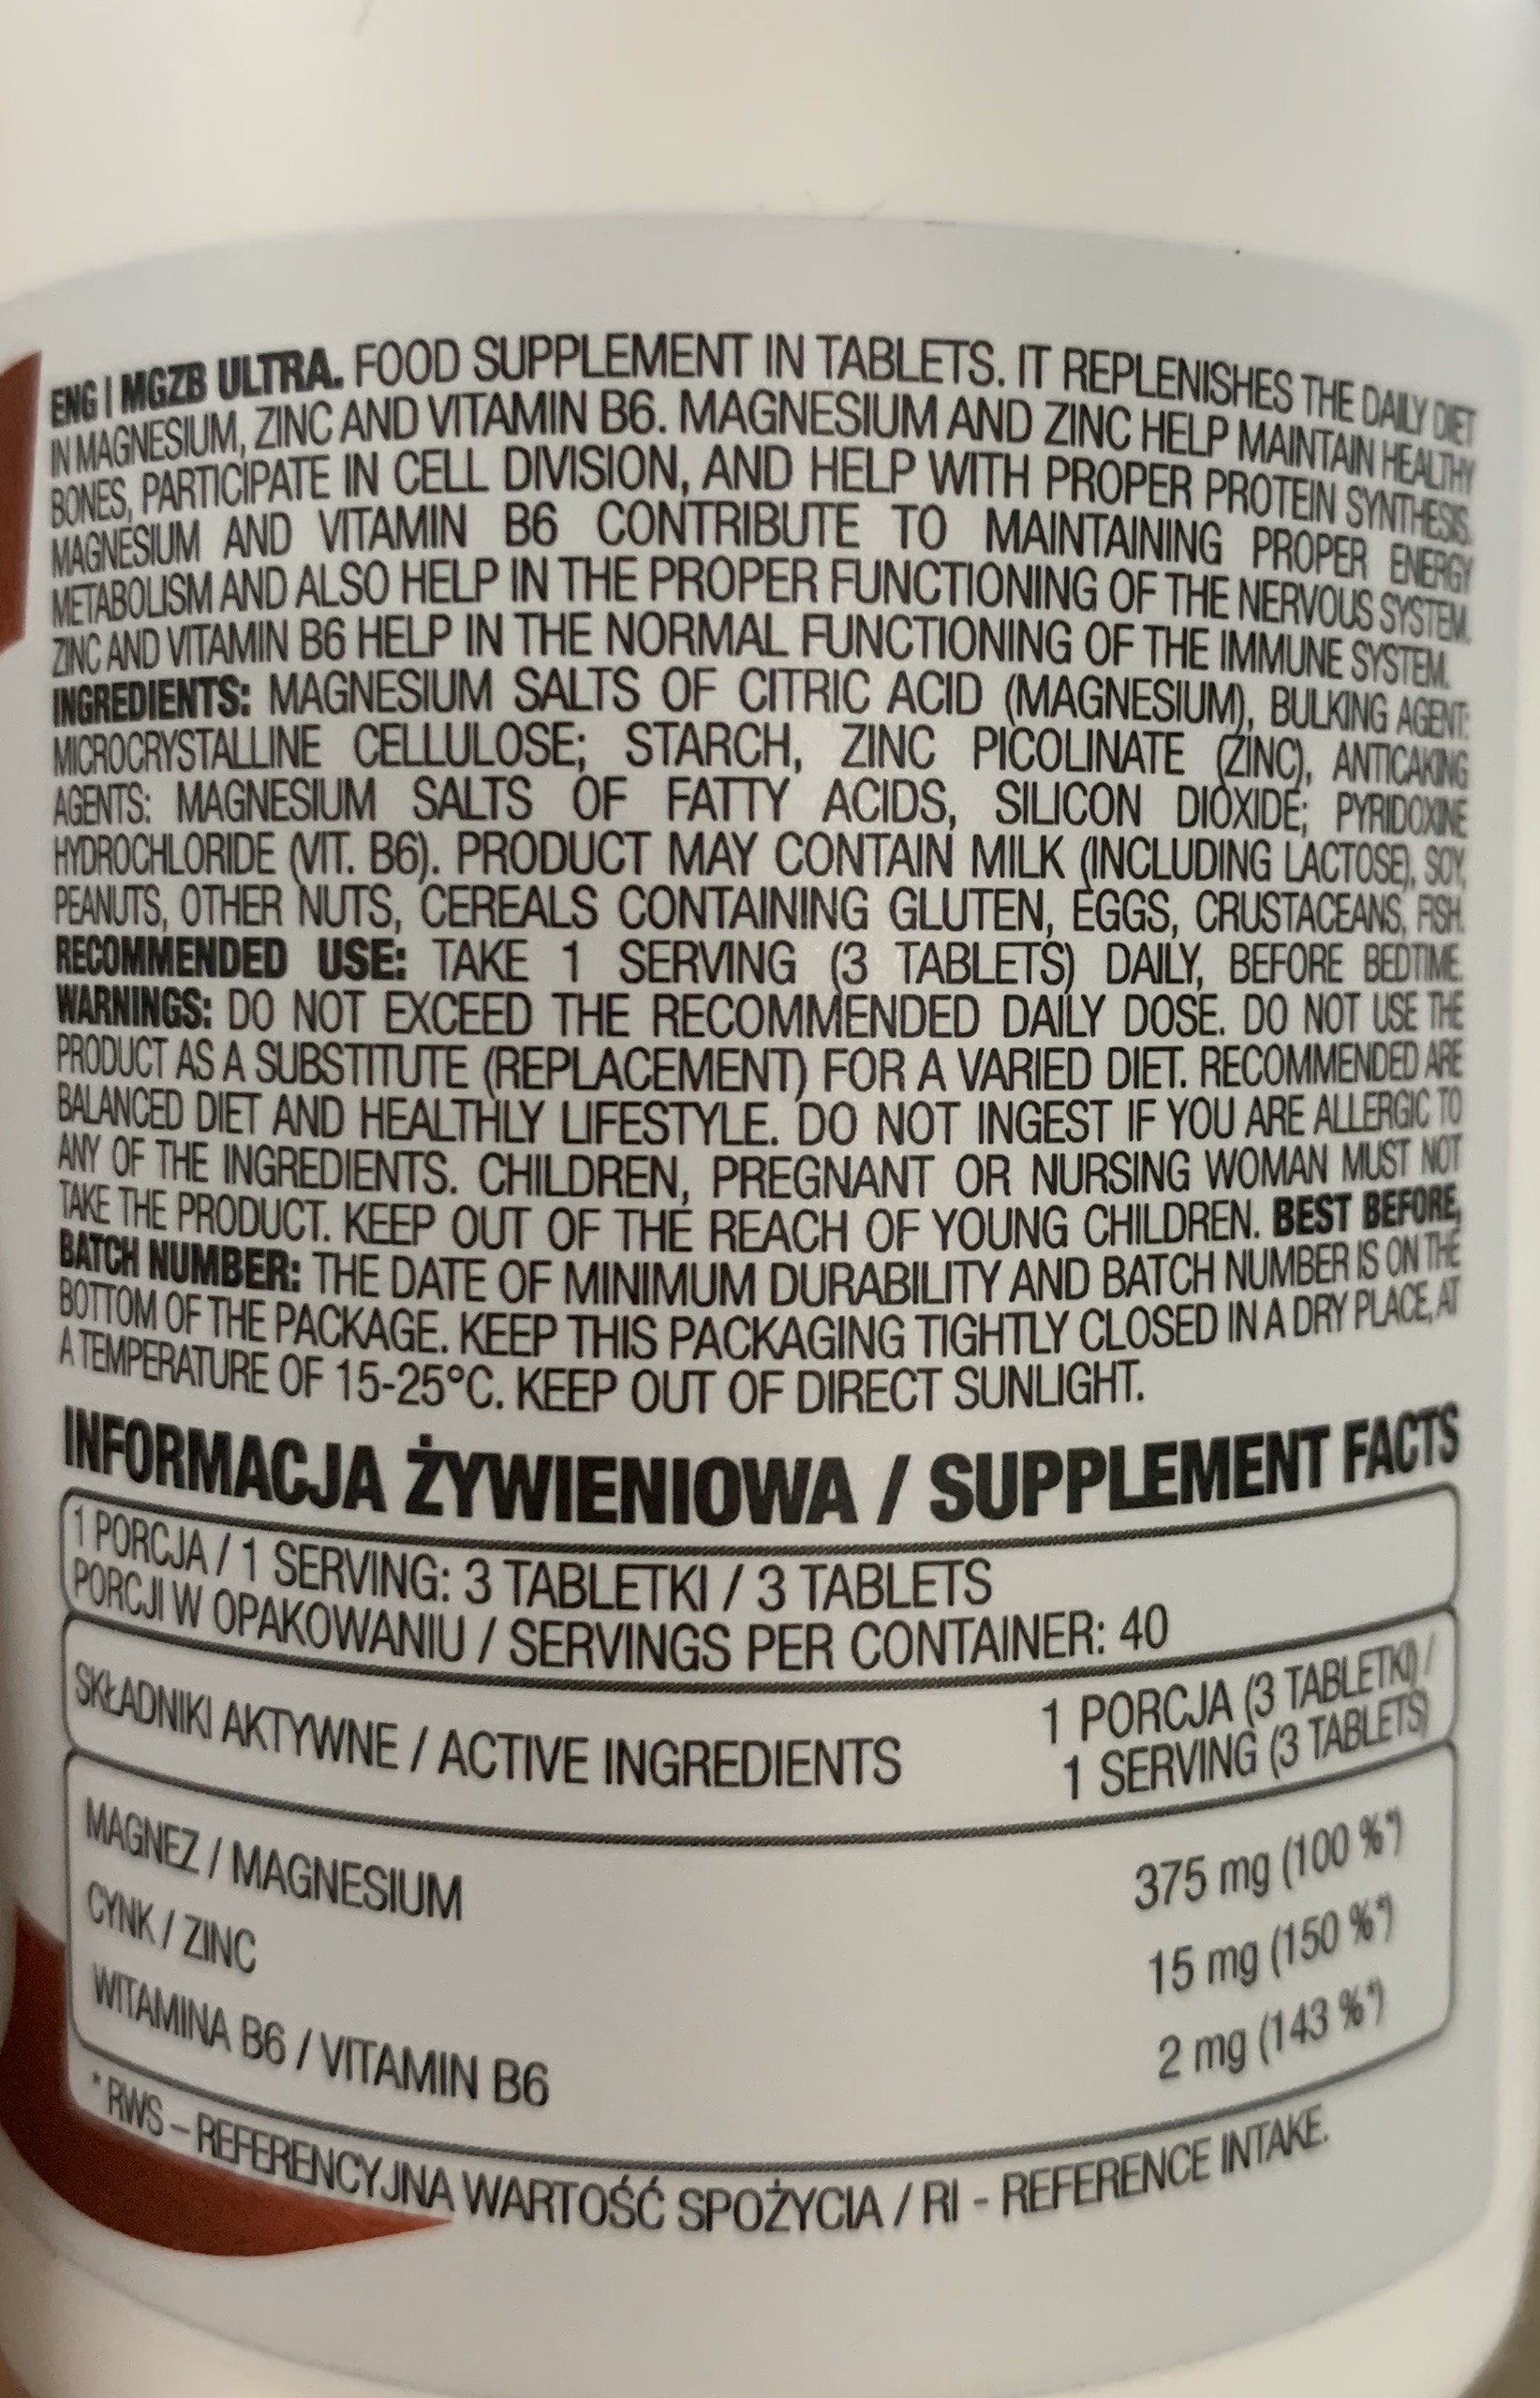 ENG | MGZB ULTRA. FOOD SUPPLEMENT IN TABLETS. IT REPLENISHES THE DAILY DIET
IN MAGNESIUM, ZINC AND VITAMIN B6. MAGNESIUM AND ZINC HELP MAINTAIN HEALTHY
BONES, PARTICIPATE IN CELL DIVISION, AND HELP WITH PROPER PROTEIN SYNTHESIS.
MAGNESIUM AND VITAMIN B6 CONTRIBUTE TO MAINTAINING PROPER ENERGY
METABOLISM AND ALSO HELP IN THE PROPER FUNCTIONING OF THE NERVOUS SYSTEM.
ZINC AND VITAMIN B6 HELP IN THE NORMAL FUNCTIONING OF THE IMMUNE SYSTEM.
INGREDIENTS: MAGNESIUM SALTS OF CITRIC ACID (MAGNESIUM), BULKING AGENT:
MICROCRYSTALLINE CELLULOSE; STARCH, ZINC PICOLINATE (ZINC), ANTICAKING
AGENTS: MAGNESIUM SALTS OF FATTY ACIDS, SILICON DIOXIDE; PYRIDOXINE
HYDROCHLORIDE (VIT. B6). PRODUCT MAY CONTAIN MILK (INCLUDING LACTOSE), SOY,
PEANUTS, OTHER NUTS, CEREALS CONTAINING GLUTEN, EGGS, CRUSTACEANS, FISH.
RECOMMENDED USE: TAKE 1 SERVING (3 TABLETS) DAILY, BEFORE BEDTIME.
WARNINGS: DO NOT EXCEED THE RECOMMENDED DAILY DOSE. DO NOT USE THE
PRODUCT AS A SUBSTITUTE (REPLACEMENT) FOR A VARIED DIET. RECOMMENDED ARE
BALANCED DIET AND HEALTHLY LIFESTYLE. DO NOT INGEST IF YOU ARE ALLERGIC TO
ANY OF THE INGREDIENTS. CHILDREN, PREGNANT OR NURSING WOMAN MUST NOT
TAKE THE PRODUCT. KEEP OUT OF THE REACH OF YOUNG CHILDREN. BEST BEFORE,
BATCH NUMBER: THE DATE OF MINIMUM DURABILITY AND BATCH NUMBER IS ON THE
BOTTOM OF THE PACKAGE. KEEP THIS PACKAGING TIGHTLY CLOSED IN A DRY PLACE, AT
A TEMPERATURE OF 15-25°C. KEEP OUT OF DIRECT SUNLIGHT.
INFORMACJA ŻYWIENIOWA / SUPPLEMENT FACTS
1 PORCJA / 1 SERVING: 3 TABLETKI / 3 TABLETS
PORCJI W OPAKOWANIU / SERVINGS PER CONTAINER: 40
SKŁADNIKI AKTYWNE / ACTIVE INGREDIENTS
1 PORCJA (3 TABLETKI) /
1 SERVING (3 TABLETS)
MAGNEZ / MAGNESIUM 375 mg (100 %*)
CYNK / ZINC 15 mg (150 %*)
WITAMINA B6 / VITAMIN B6 2 mg (143 %*)
* RWS – REFERENCYJNA WARTOŚĆ SPOŻYCIA / RI - REFERENCE INTAKE.